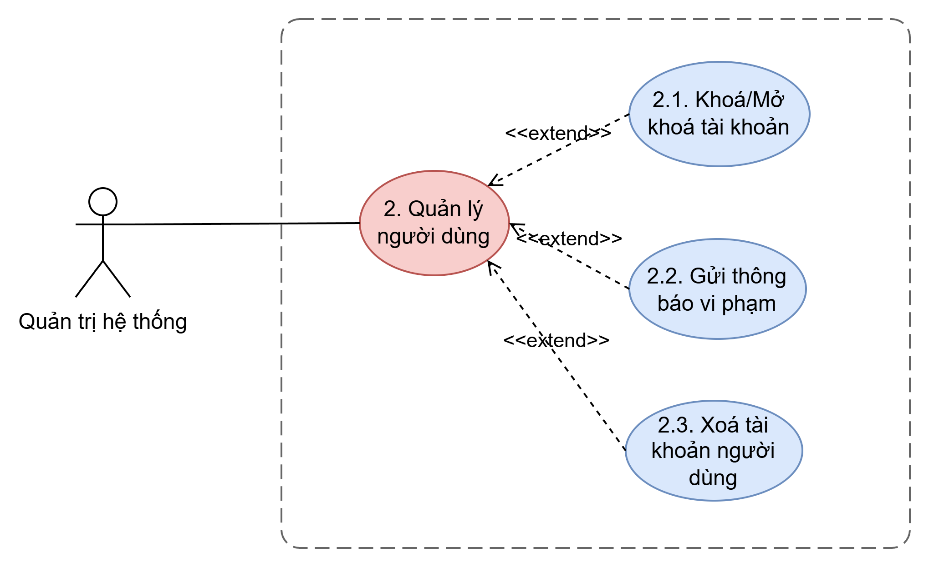 2.1. Khoá/Mở
khoá tài khoản
<<extend>>
2. Quản lý
người dùng
<<extend>>
2.2. Gửi thông
báo vi phạm
Quản trị hệ thống
<<extend>>
2.3. Xoá tài
khoản người
dùng